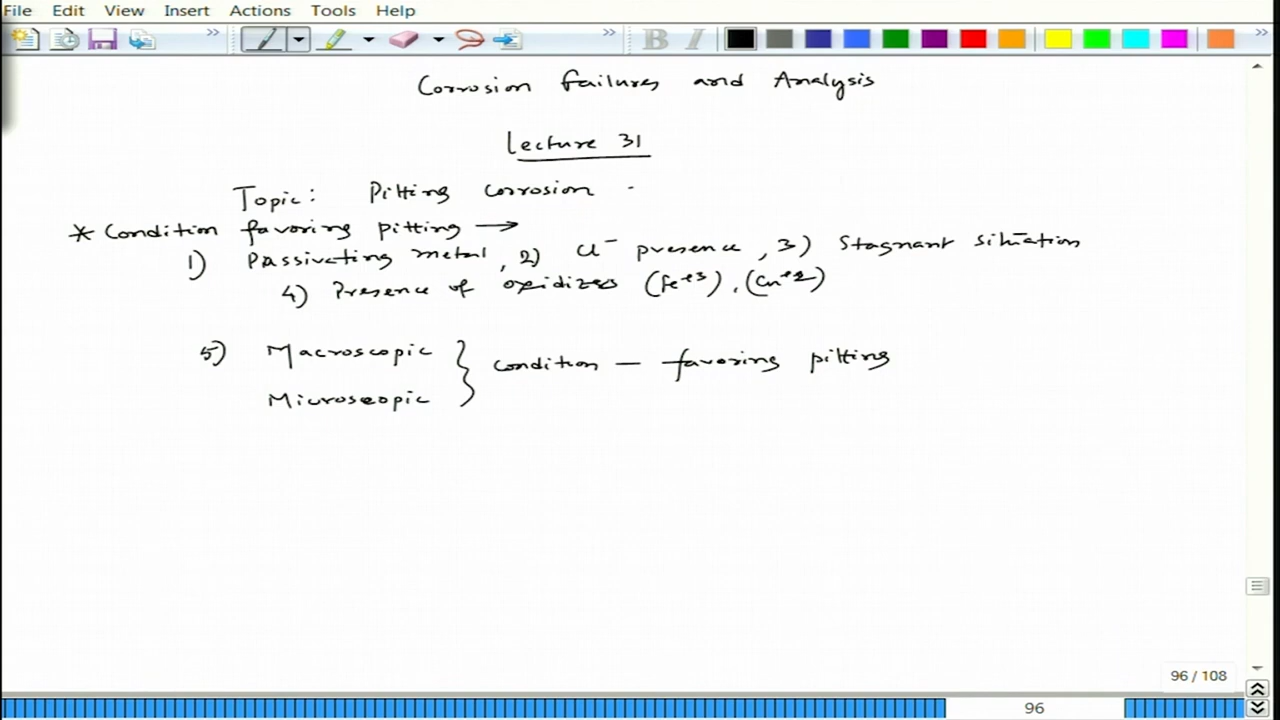 File Edit View Insert Actions Tools Help
B I
Corrosion Failures and Analysis
Lecture 31
Topic: Pitting corrosion -
* Condition favoring pitting →
1) Passivating metal, 2) Cl⁻ presence, 3) Stagnant situation
4) Presence of oxidizers (Fe⁺³), (Cu⁺²)
5) Macroscopic } condition — favoring pitting
Microscopic
96 / 108
96